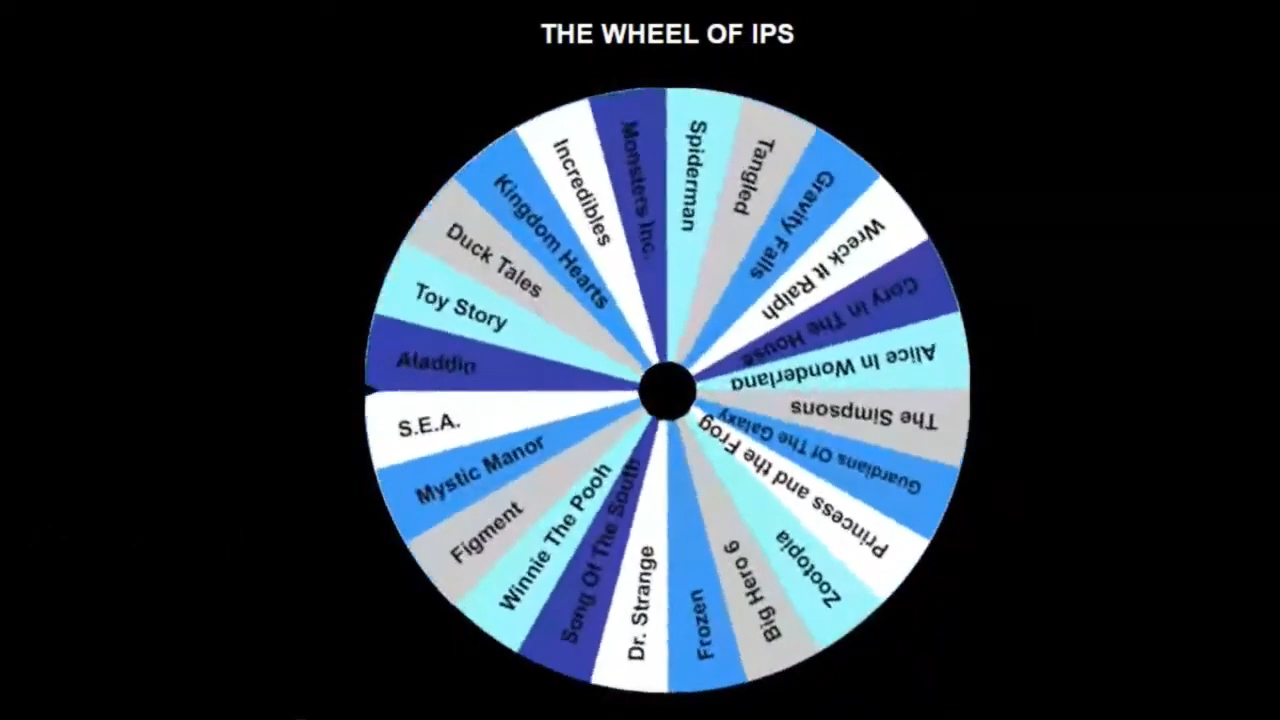 THE WHEEL OF IPS
Spiderman
Tangled
Gravity Falls
Wreck It Ralph
Cory In The House
Alice In Wonderland
The Simpsons
Guardians Of The Galaxy
Princess and the Frog
Zootopia
Big Hero 6
Frozen
Dr. Strange
Song Of The South
Winnie The Pooh
Figment
Mystic Manor
S.E.A.
Aladdin
Toy Story
Duck Tales
Kingdom Hearts
Incredibles
Monsters Inc.